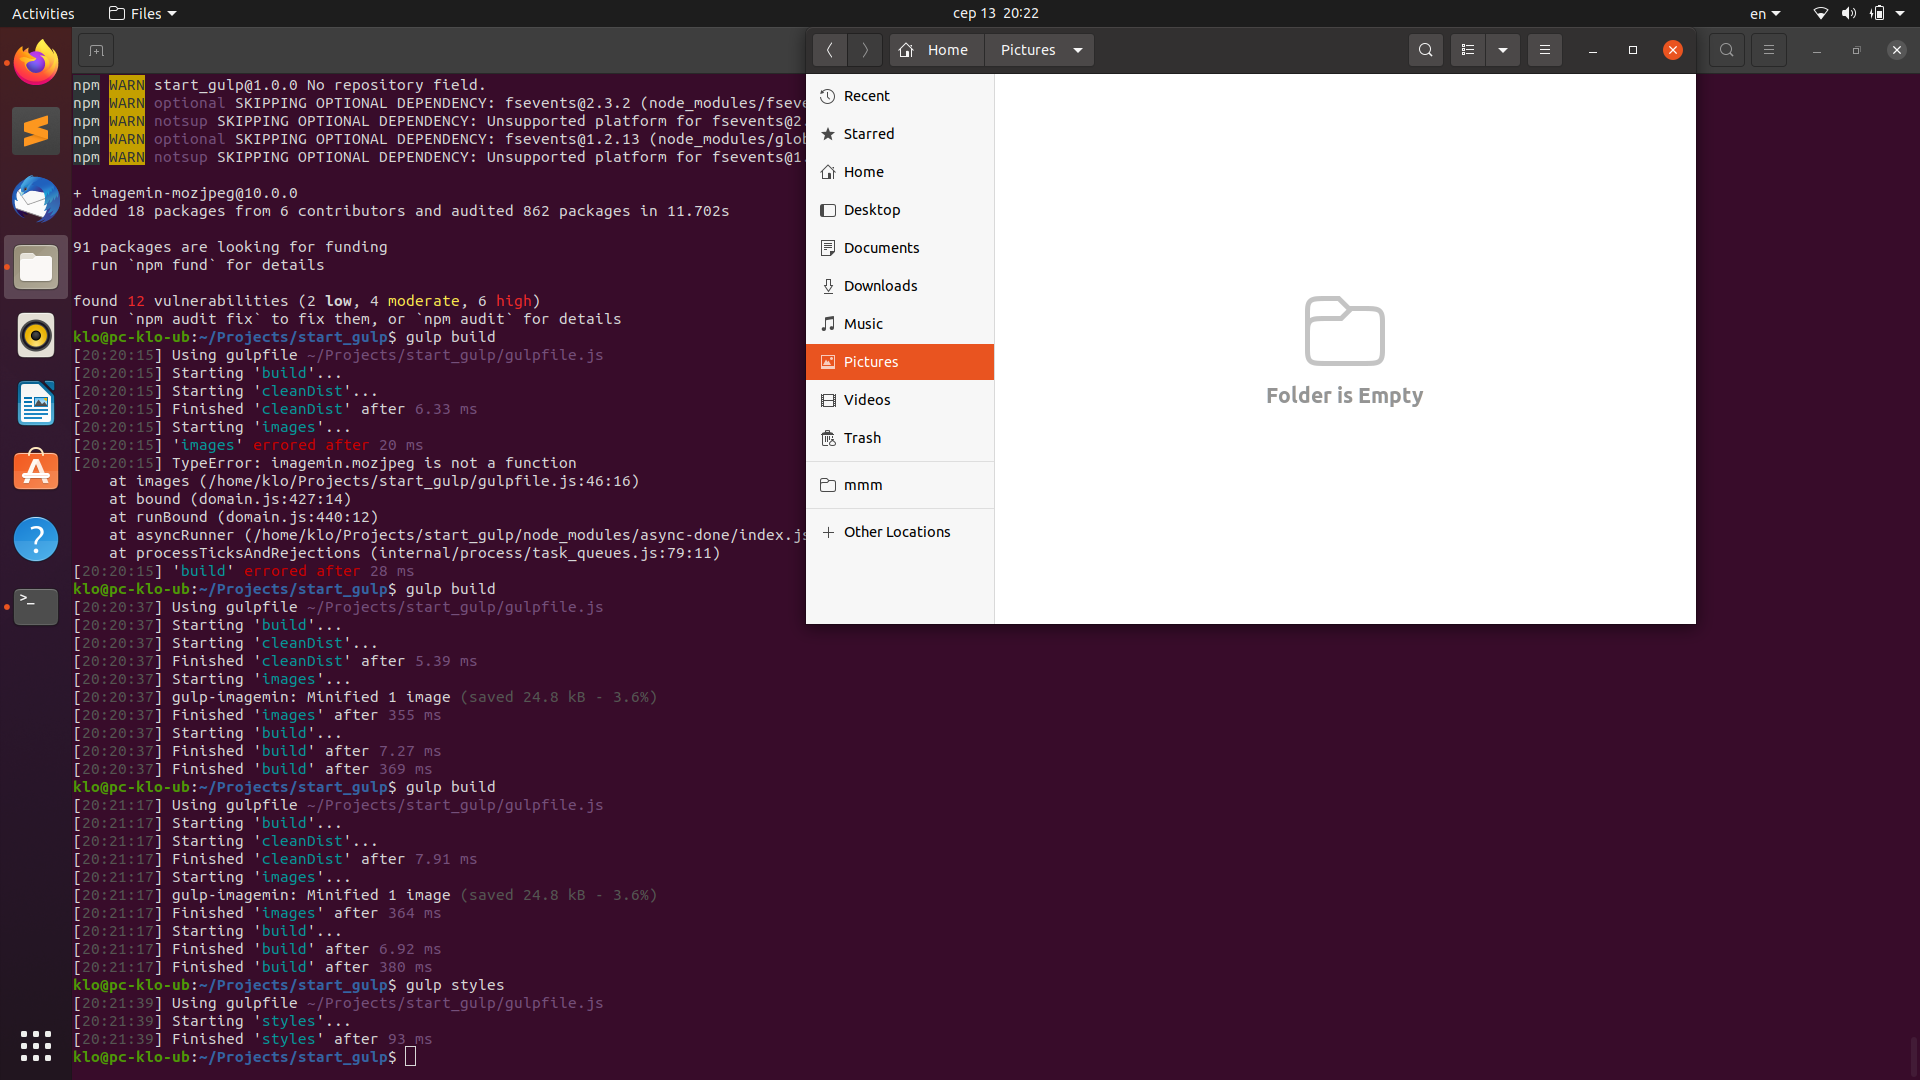 Activities Files сер 13 20:22 en
Home Pictures
npm WARN start_gulp@1.0.0 No repository field.
npm WARN optional SKIPPING OPTIONAL DEPENDENCY: fsevents@2.3.2 (node_modules/fseve
npm WARN notsup SKIPPING OPTIONAL DEPENDENCY: Unsupported platform for fsevents@2.
npm WARN optional SKIPPING OPTIONAL DEPENDENCY: fsevents@1.2.13 (node_modules/glob
npm WARN notsup SKIPPING OPTIONAL DEPENDENCY: Unsupported platform for fsevents@1.
+ imagemin-mozjpeg@10.0.0
added 18 packages from 6 contributors and audited 862 packages in 11.702s
91 packages are looking for funding
run `npm fund` for details
found 12 vulnerabilities (2 low, 4 moderate, 6 high)
run `npm audit fix` to fix them, or `npm audit` for details
klo@pc-klo-ub:~/Projects/start_gulp$ gulp build
[20:20:15] Using gulpfile ~/Projects/start_gulp/gulpfile.js
[20:20:15] Starting 'build'...
[20:20:15] Starting 'cleanDist'...
[20:20:15] Finished 'cleanDist' after 6.33 ms
[20:20:15] Starting 'images'...
[20:20:15] 'images' errored after 20 ms
[20:20:15] TypeError: imagemin.mozjpeg is not a function
at images (/home/klo/Projects/start_gulp/gulpfile.js:46:16)
at bound (domain.js:427:14)
at runBound (domain.js:440:12)
at asyncRunner (/home/klo/Projects/start_gulp/node_modules/async-done/index.js
at processTicksAndRejections (internal/process/task_queues.js:79:11)
[20:20:15] 'build' errored after 28 ms
klo@pc-klo-ub:~/Projects/start_gulp$ gulp build
[20:20:37] Using gulpfile ~/Projects/start_gulp/gulpfile.js
[20:20:37] Starting 'build'...
[20:20:37] Starting 'cleanDist'...
[20:20:37] Finished 'cleanDist' after 5.39 ms
[20:20:37] Starting 'images'...
[20:20:37] gulp-imagemin: Minified 1 image (saved 24.8 kB - 3.6%)
[20:20:37] Finished 'images' after 355 ms
[20:20:37] Starting 'build'...
[20:20:37] Finished 'build' after 7.27 ms
[20:20:37] Finished 'build' after 369 ms
klo@pc-klo-ub:~/Projects/start_gulp$ gulp build
[20:21:17] Using gulpfile ~/Projects/start_gulp/gulpfile.js
[20:21:17] Starting 'build'...
[20:21:17] Starting 'cleanDist'...
[20:21:17] Finished 'cleanDist' after 7.91 ms
[20:21:17] Starting 'images'...
[20:21:17] gulp-imagemin: Minified 1 image (saved 24.8 kB - 3.6%)
[20:21:17] Finished 'images' after 364 ms
[20:21:17] Starting 'build'...
[20:21:17] Finished 'build' after 6.92 ms
[20:21:17] Finished 'build' after 380 ms
klo@pc-klo-ub:~/Projects/start_gulp$ gulp styles
[20:21:39] Using gulpfile ~/Projects/start_gulp/gulpfile.js
[20:21:39] Starting 'styles'...
[20:21:39] Finished 'styles' after 93 ms
klo@pc-klo-ub:~/Projects/start_gulp$
Recent
Starred
Home
Desktop
Documents
Downloads
Music
Pictures
Videos
Trash
mmm
Other Locations
Folder is Empty